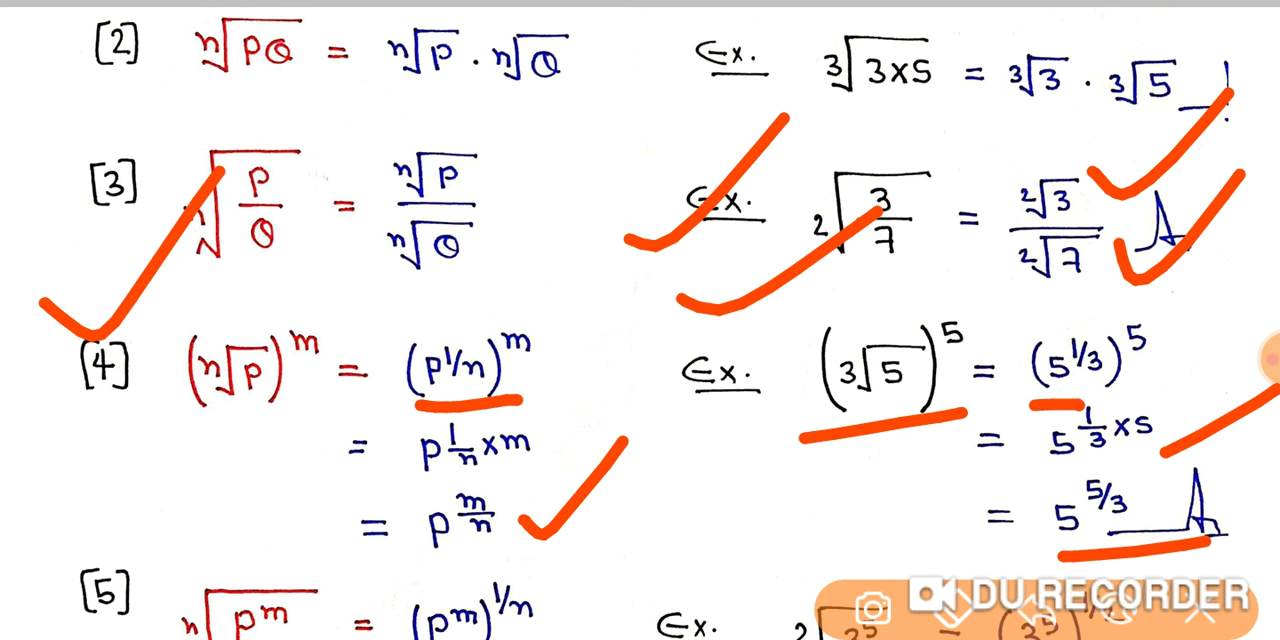 [2] ⁿ√PQ = ⁿ√P . ⁿ√Q Ex. ³√3×5 = ³√3 . ³√5
[3] ⁿ√(P/Q) = ⁿ√P / ⁿ√Q Ex. ²√(3/7) = ²√3 / ²√7
[4] (ⁿ√P)^m = (P^1/n)^m Ex. (³√5)^5 = (5^1/3)^5
= P^(1/n × m) = 5^(1/3 × 5)
= P^(m/n) = 5^5/3
[5] ⁿ√P^m = (P^m)^1/n Ex.
DU RECORDER